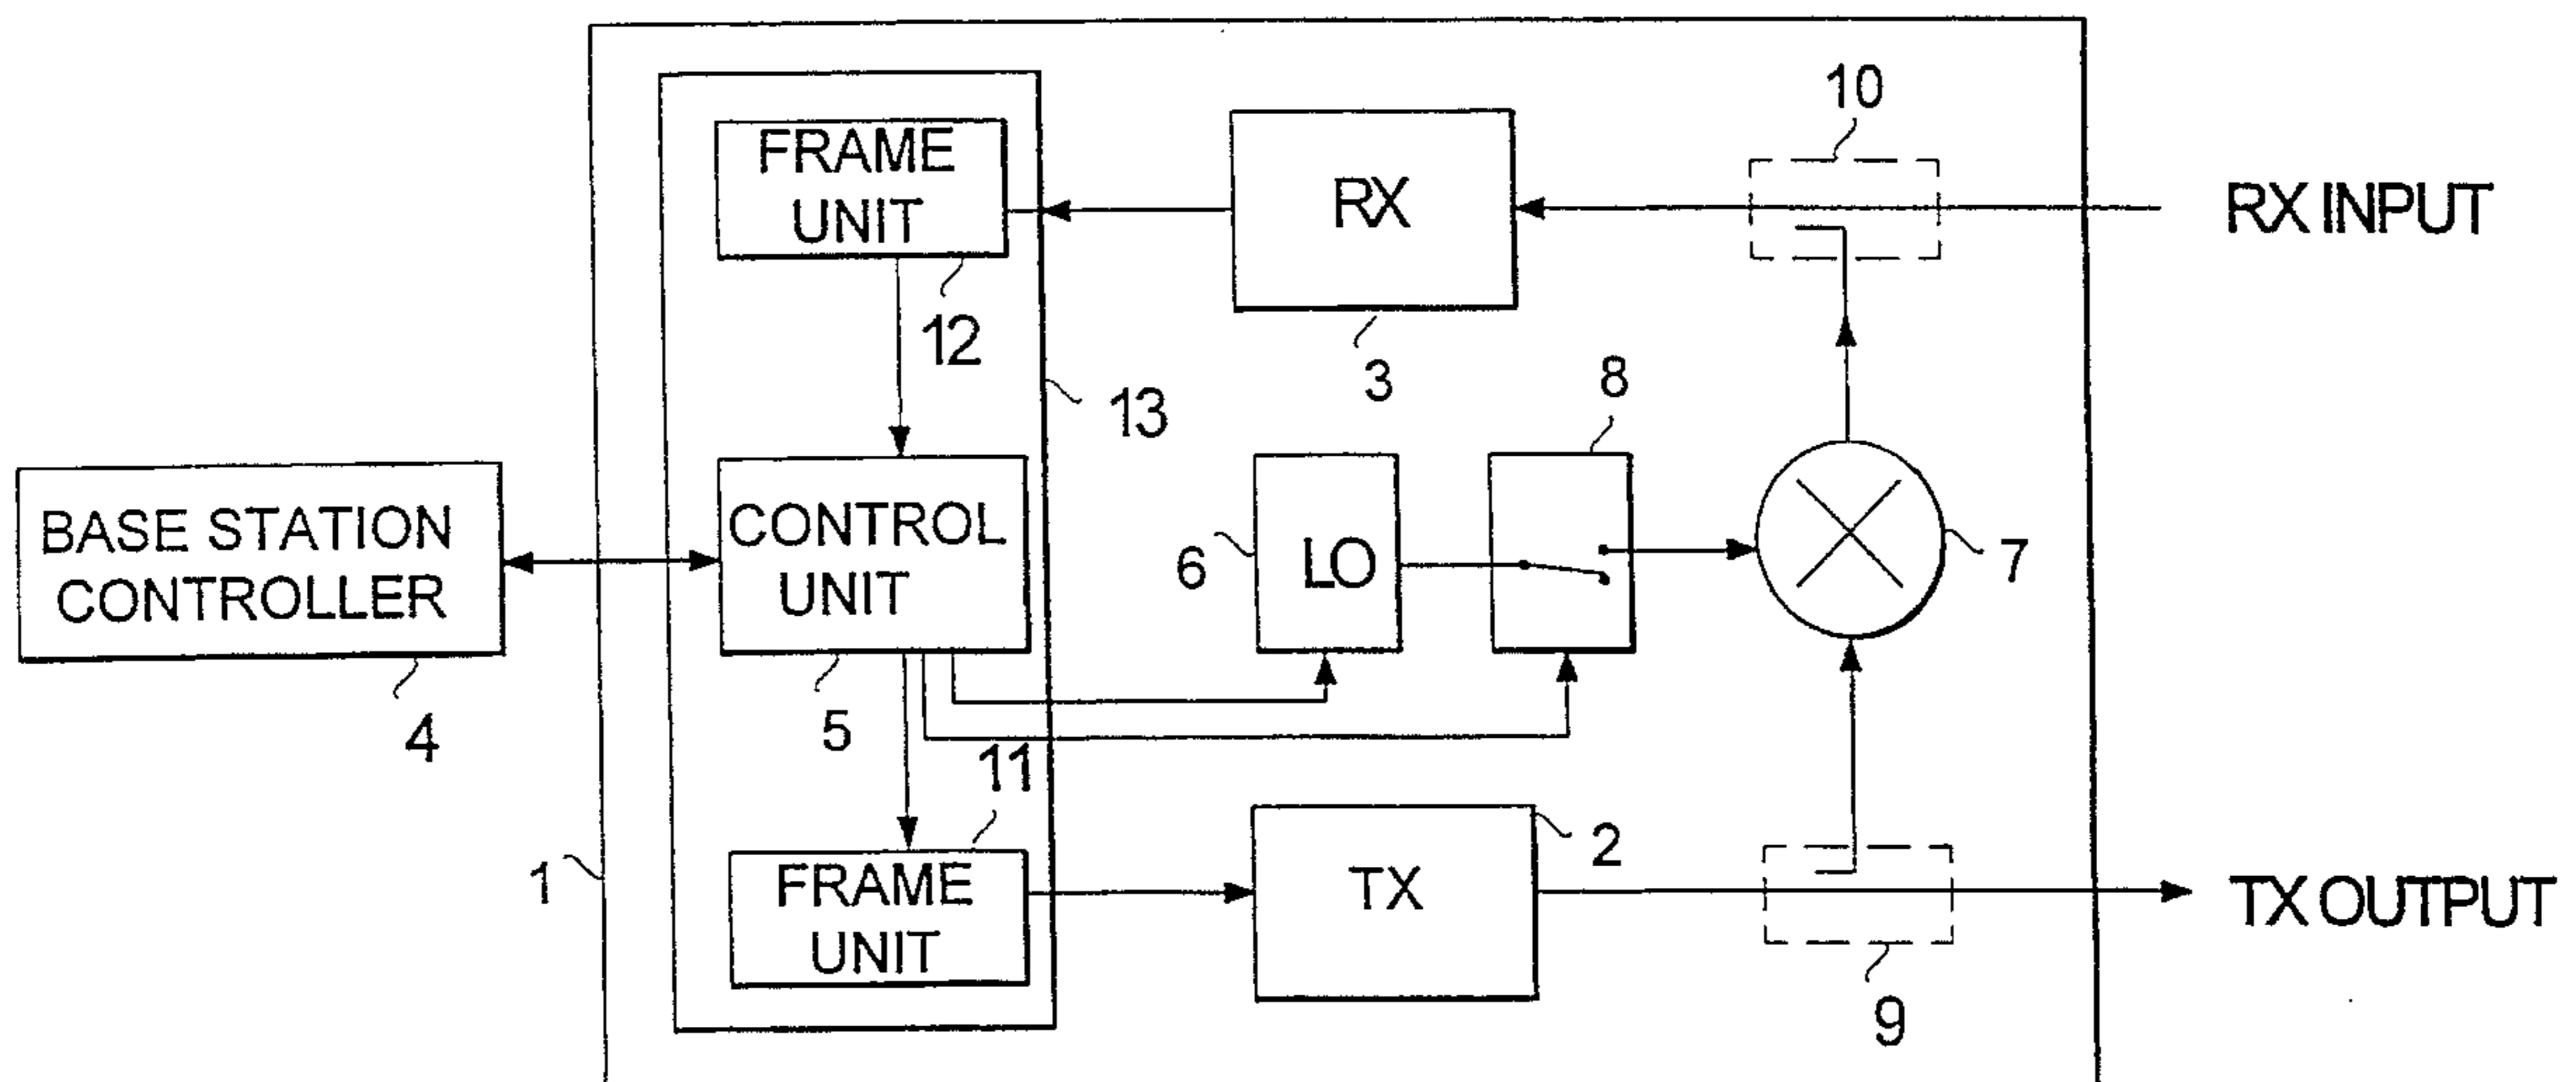 10
FRAME
UNIT
RX
RX INPUT
12
3
8
13
BASE STATION
CONTROLLER
CONTROL
UNIT
6
LO
7
4
5
11
1
FRAME
UNIT
TX
2
TX OUTPUT
9